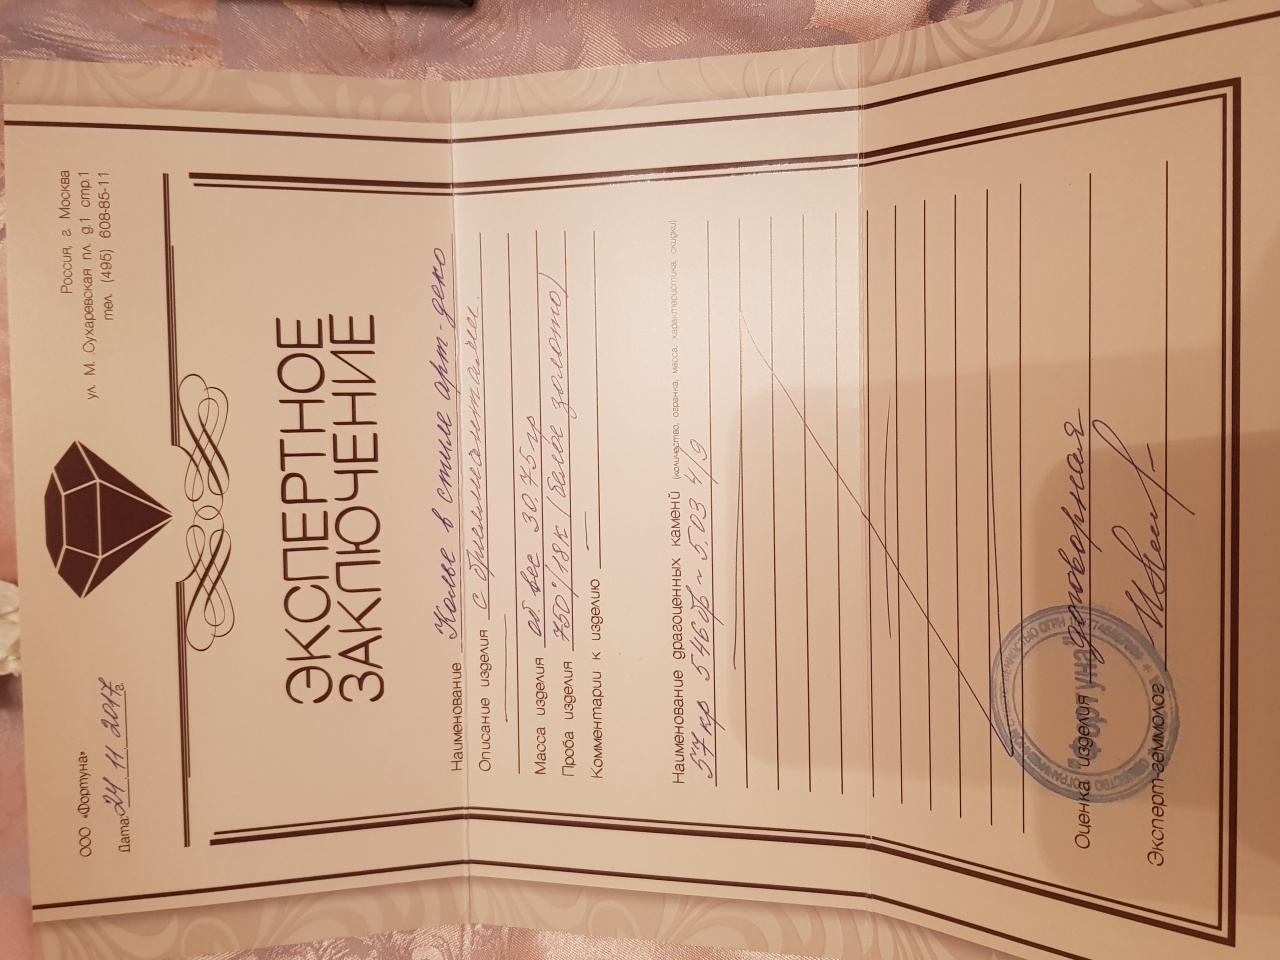 ООО «Фортуна»
Дата: 24 11 2017г.
Россия, г. Москва
ул. М. Сухаревская пл. д.1 стр.1
тел. (495) 608-85-11
ЭКСПЕРТНОЕ
ЗАКЛЮЧЕНИЕ
Наименование Колье в стиле арт-деко
Описание изделия с бриллиантами.
Масса изделия об. вес 30.75гр
Проба изделия 750°/18К (белое золото)
Комментарии к изделию —
Наименование драгоценных камней (количество, огранка, масса, характеристика, скидки)
57 кр 546бр ~ 5.03 4/9
Оценка изделия договорная
Эксперт-геммолог
"Фортуна"